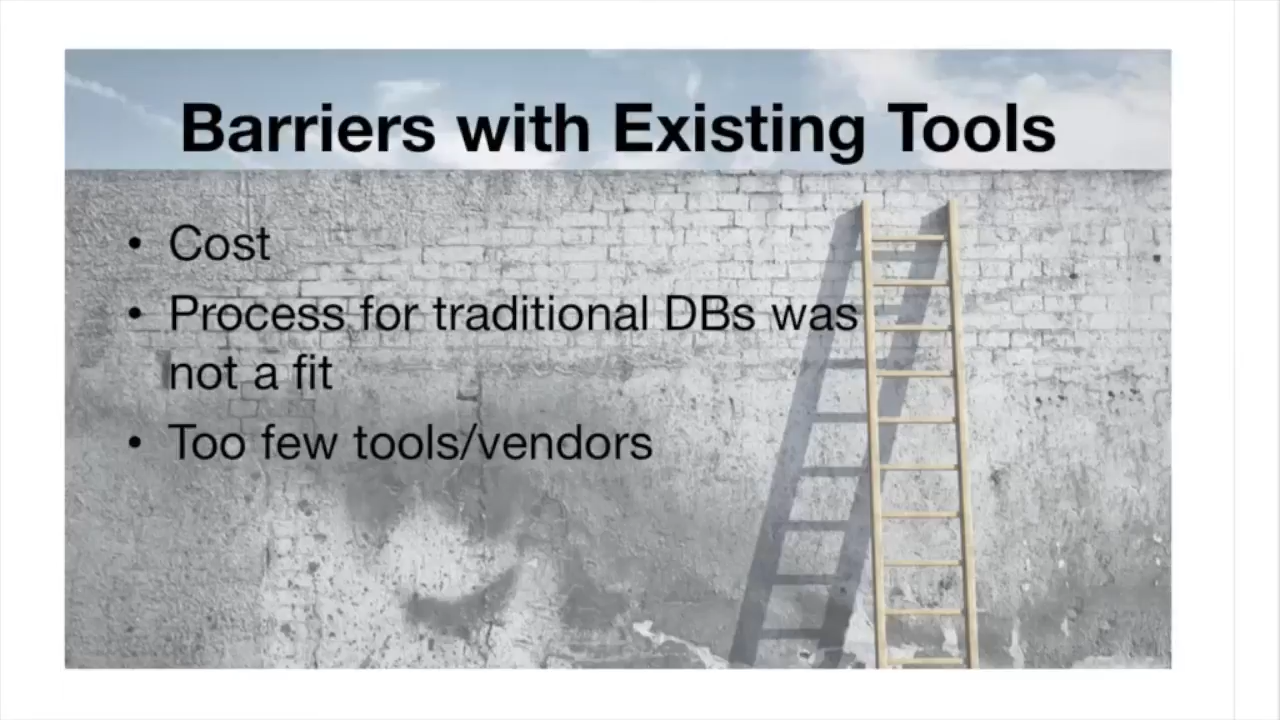 Barriers with Existing Tools
• Cost
• Process for traditional DBs was
not a fit
• Too few tools/vendors